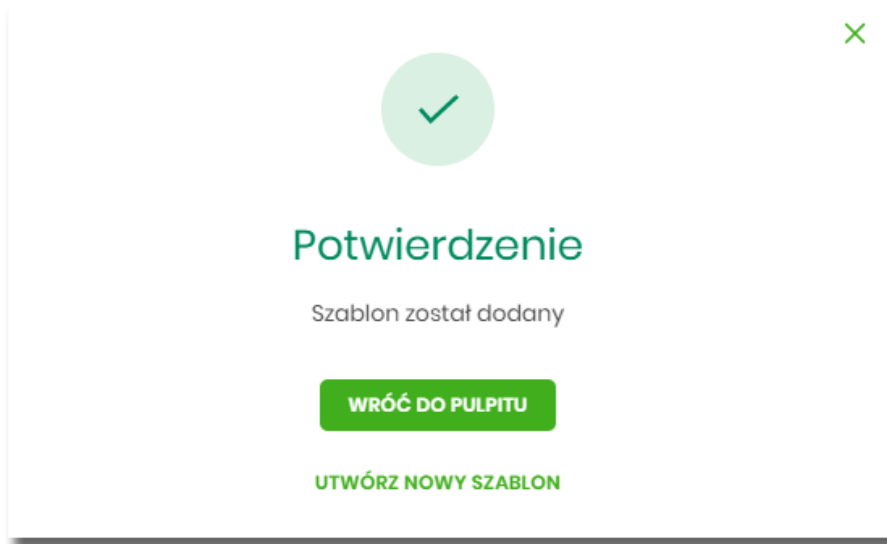 Potwierdzenie
Szablon został dodany
WRÓĆ DO PULPITU
UTWÓRZ NOWY SZABLON